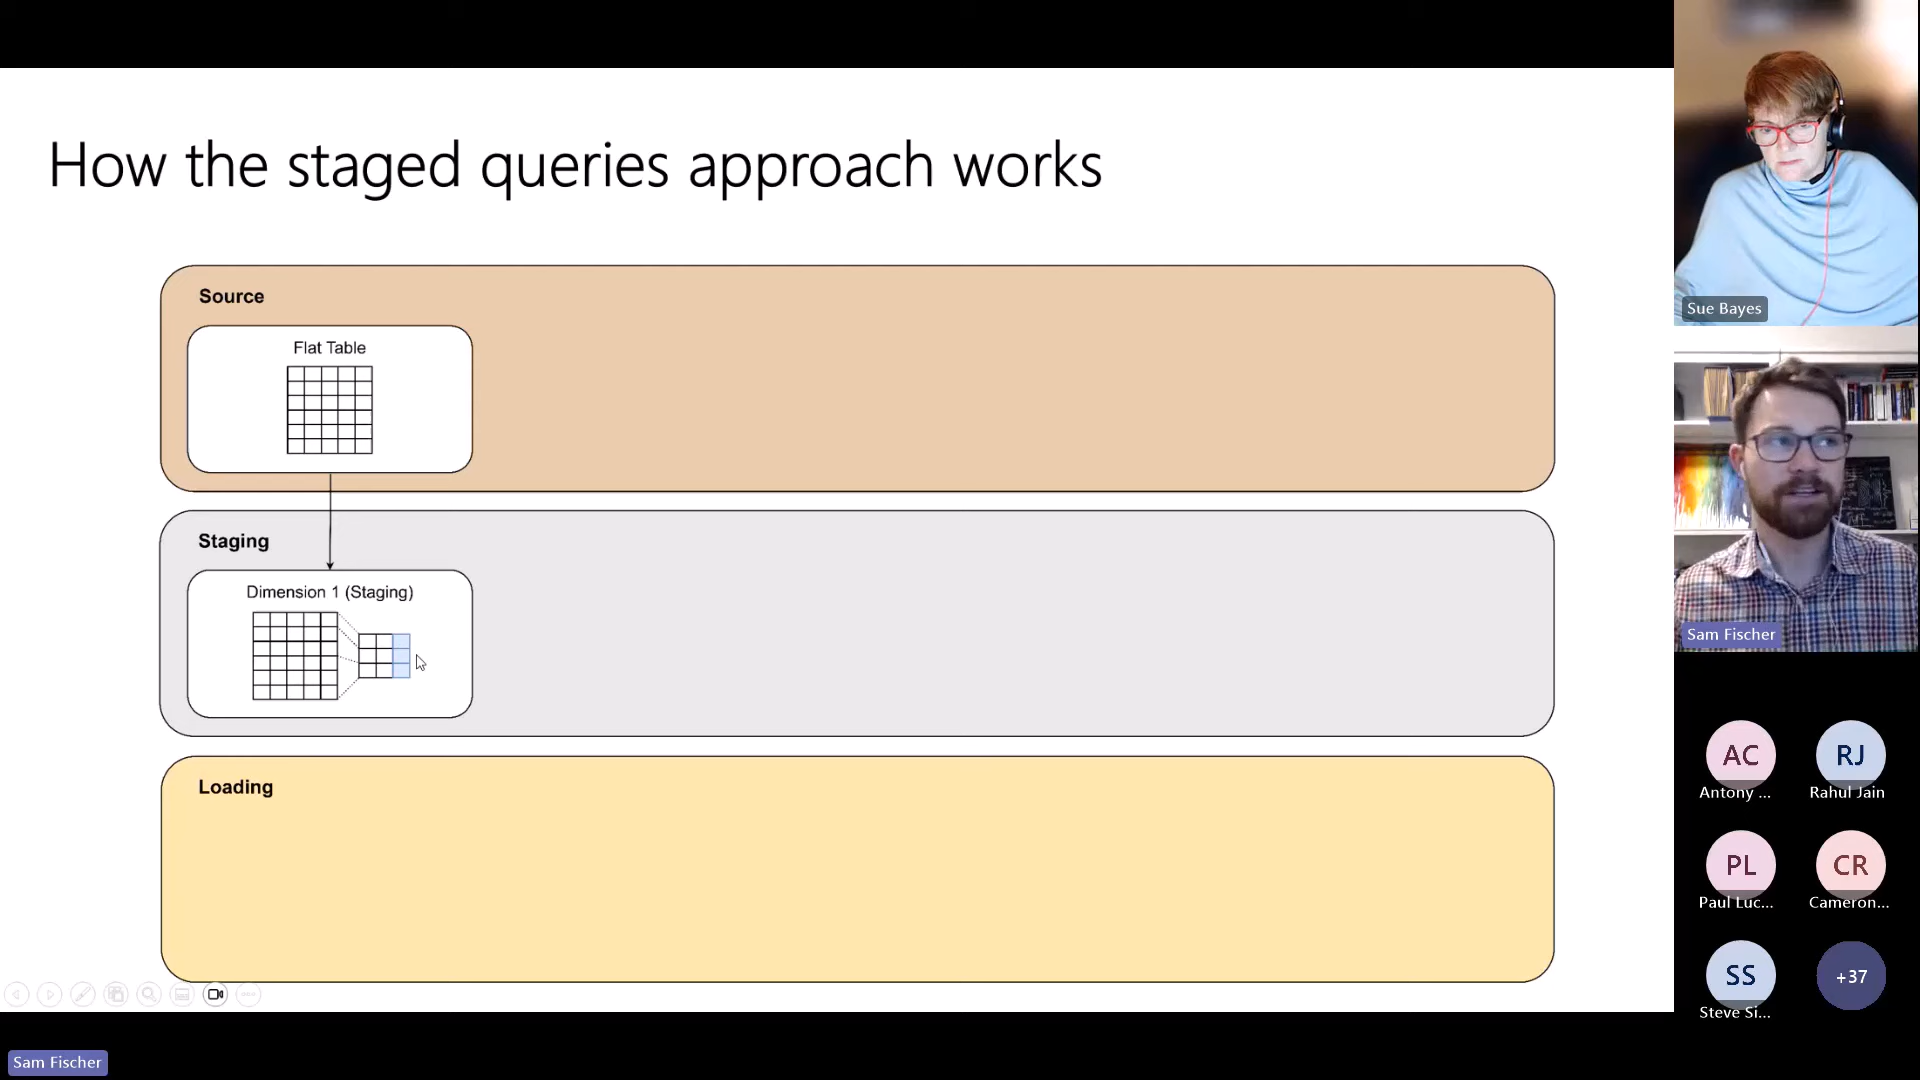 How the staged queries approach works
Source
Flat Table
Staging
Dimension 1 (Staging)
Loading
Sue Bayes
Sam Fischer
AC
Antony ...
RJ
Rahul Jain
PL
Paul Luc...
CR
Cameron...
SS
Steve Si...
+37
Sam Fischer